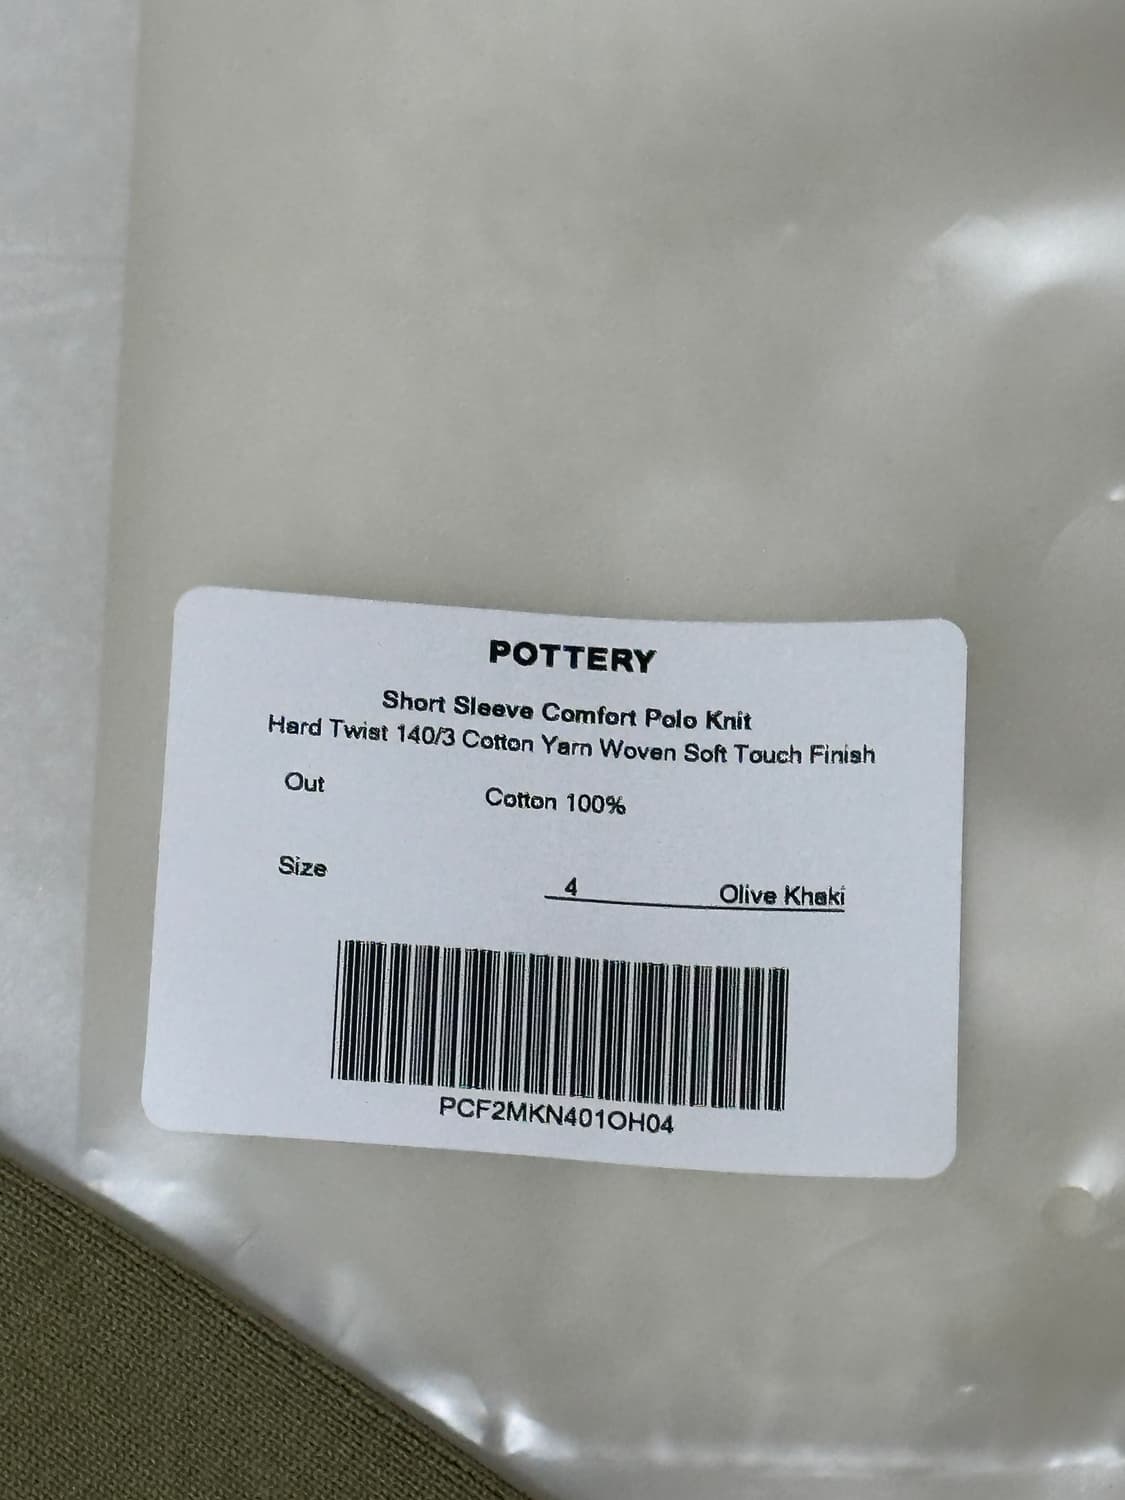 POTTERY
Short Sleeve Comfort Polo Knit
Hard Twist 140/3 Cotton Yarn Woven Soft Touch Finish
Out Cotton 100%
Size 4 Olive Khaki
PCF2MKN401OH04